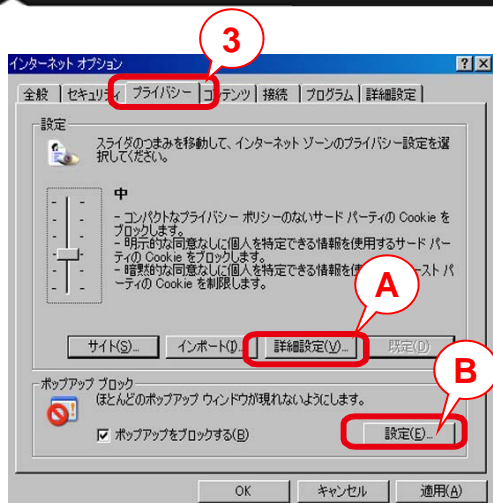 3
インターネット オプション
全般 セキュリティ プライバシー コンテンツ 接続 プログラム 詳細設定
設定
スライダのつまみを移動して、インターネット ゾーンのプライバシー設定を選
択してください。
中
- コンパクトなプライバシー ポリシーのないサード パーティの Cookie を
ブロックします。
- 明示的な同意なしに個人を特定できる情報を使用するサード パー
ティの Cookie をブロックします。
- 暗黙的な同意なしに個人を特定できる情報を使 ースト パ
ーティの Cookie を制限します。
A
サイト(S)... インポート(I)... 詳細設定(V)... 既定(D)
B
ポップアップ ブロック
ほとんどのポップアップ ウィンドウが現れないようにします。
ポップアップをブロックする(B) 設定(E)...
OK キャンセル 適用(A)